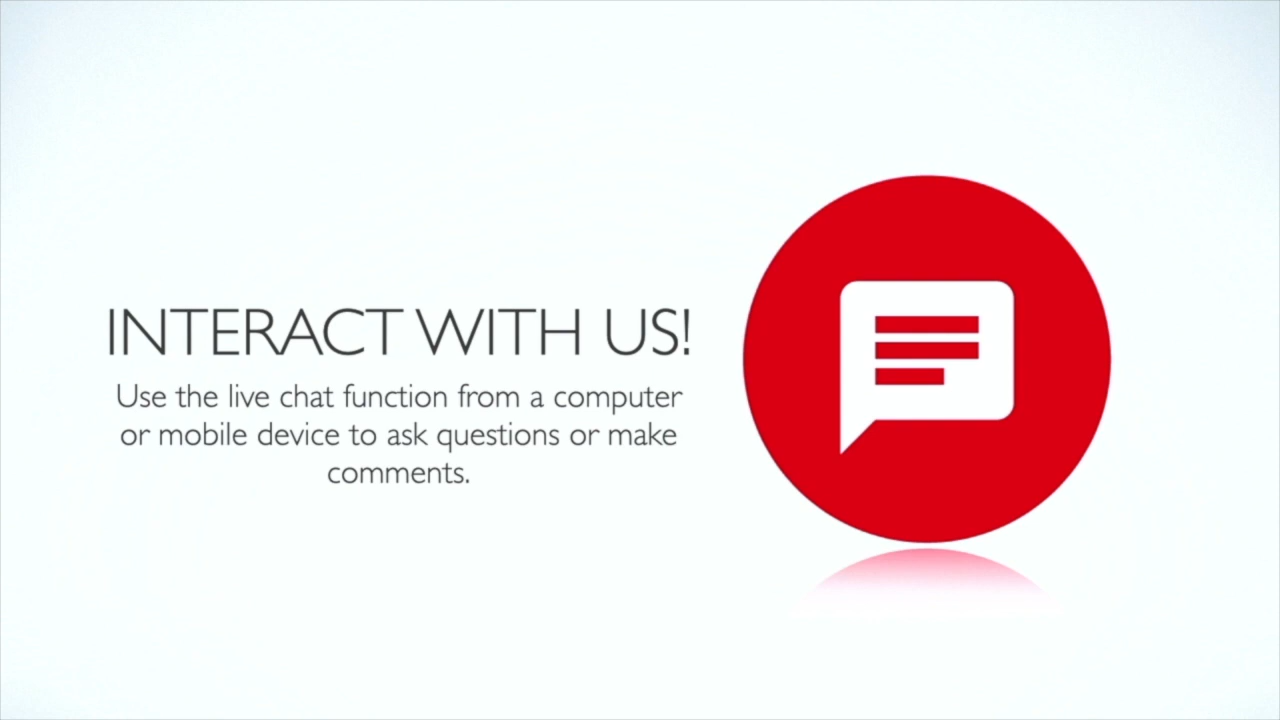 INTERACT WITH US!
Use the live chat function from a computer
or mobile device to ask questions or make
comments.